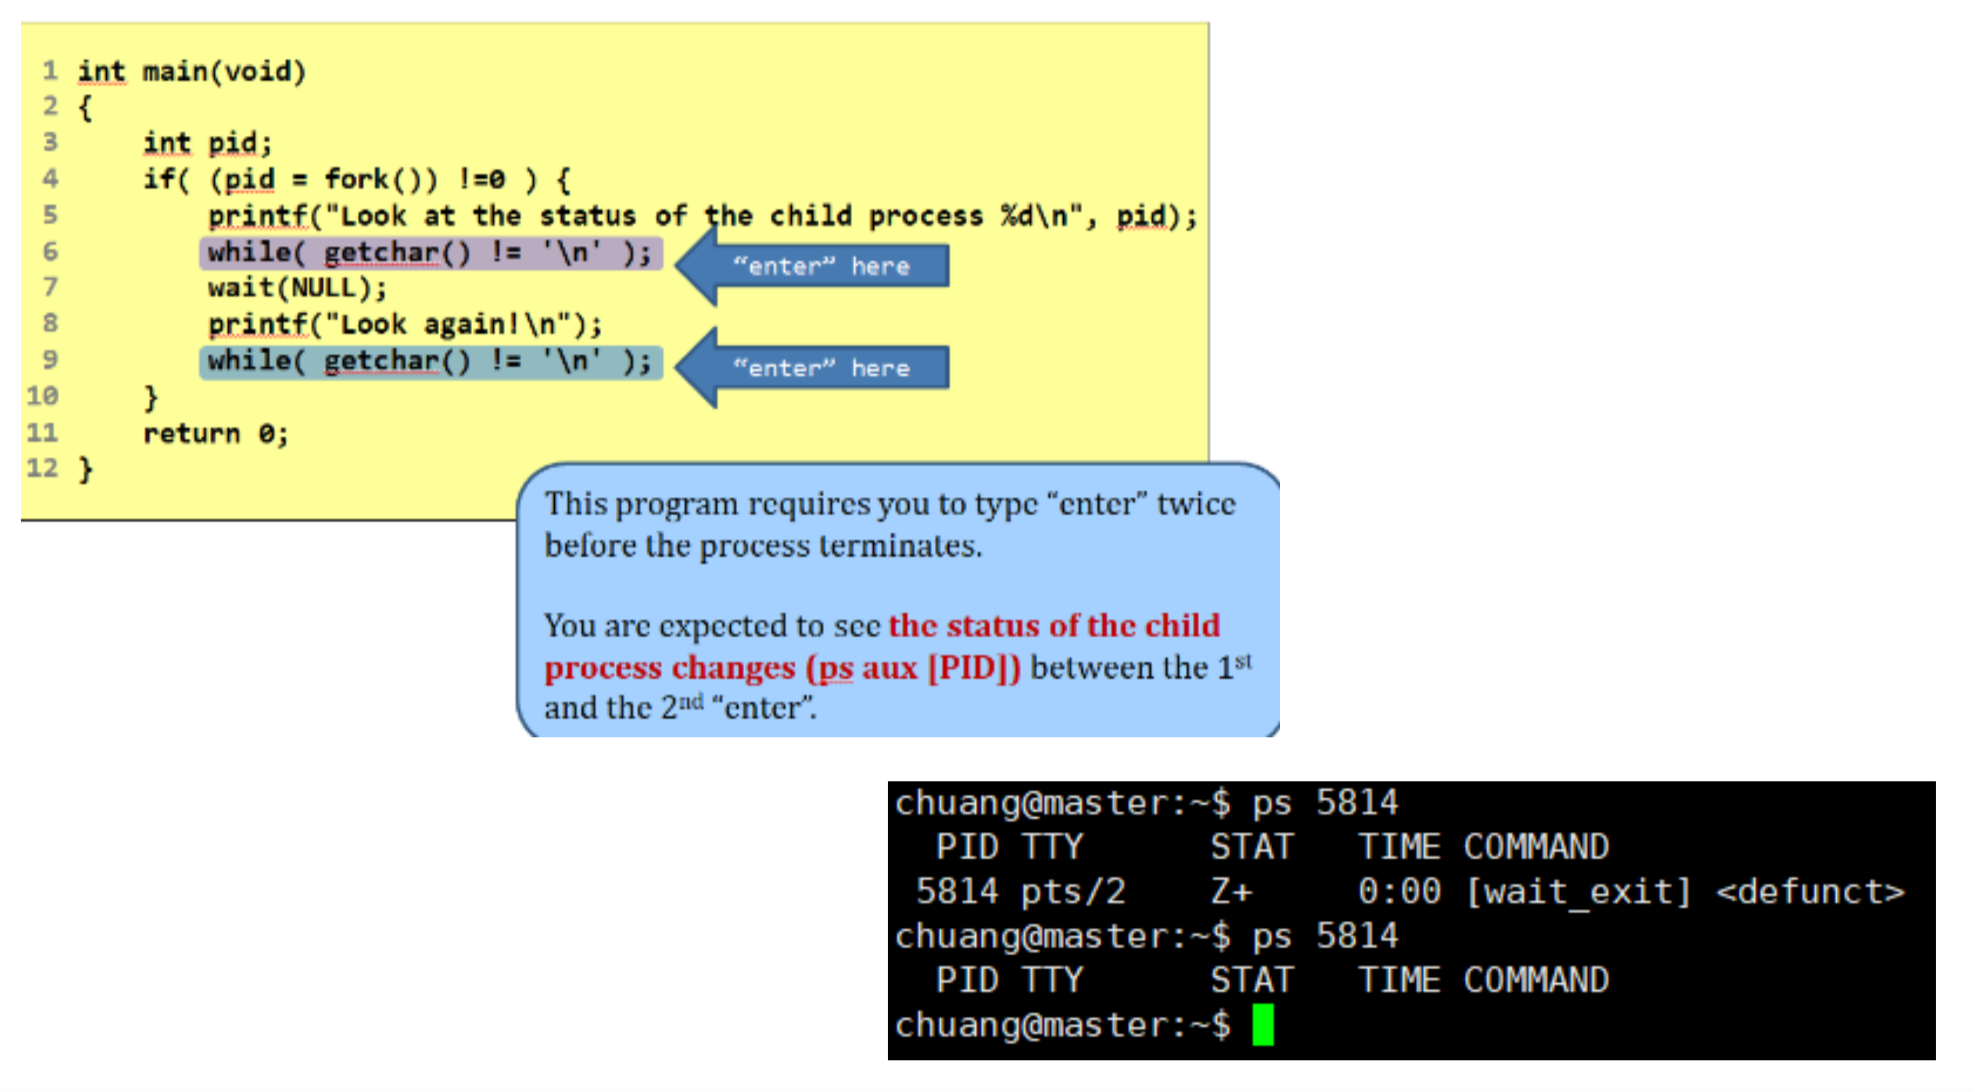 1 int main(void)
2 {
3 int pid;
4 if( (pid = fork()) !=0 ) {
5 printf("Look at the status of the child process %d\n", pid);
6 while( getchar() != '\n' );
“enter” here
7 wait(NULL);
8 printf("Look again!\n");
9 while( getchar() != '\n' );
“enter” here
10 }
11 return 0;
12 }
This program requires you to type “enter” twice
before the process terminates.
You are expected to see the status of the child
process changes (ps aux [PID]) between the 1st
and the 2nd “enter”.
chuang@master:~$ ps 5814
PID TTY STAT TIME COMMAND
5814 pts/2 Z+ 0:00 [wait_exit] <defunct>
chuang@master:~$ ps 5814
PID TTY STAT TIME COMMAND
chuang@master:~$